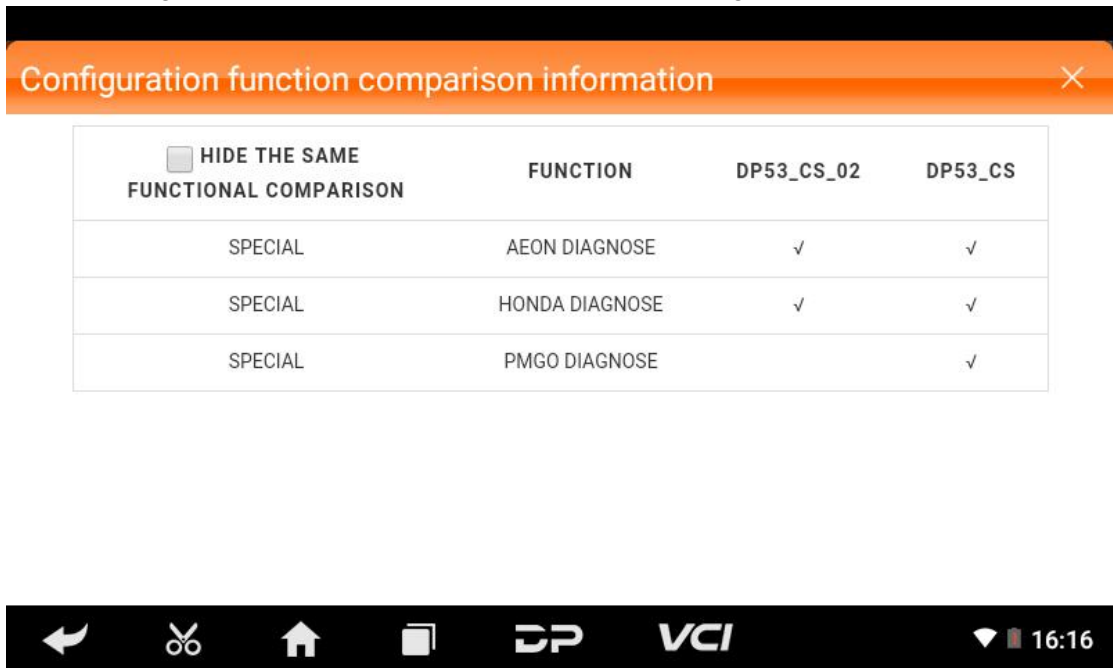 Configuration function comparison information
HIDE THE SAME
FUNCTIONAL COMPARISON
FUNCTION
DP53_CS_02
DP53_CS
SPECIAL
AEON DIAGNOSE
√
√
SPECIAL
HONDA DIAGNOSE
√
√
SPECIAL
PMGO DIAGNOSE
√
DP
VCI
16:16